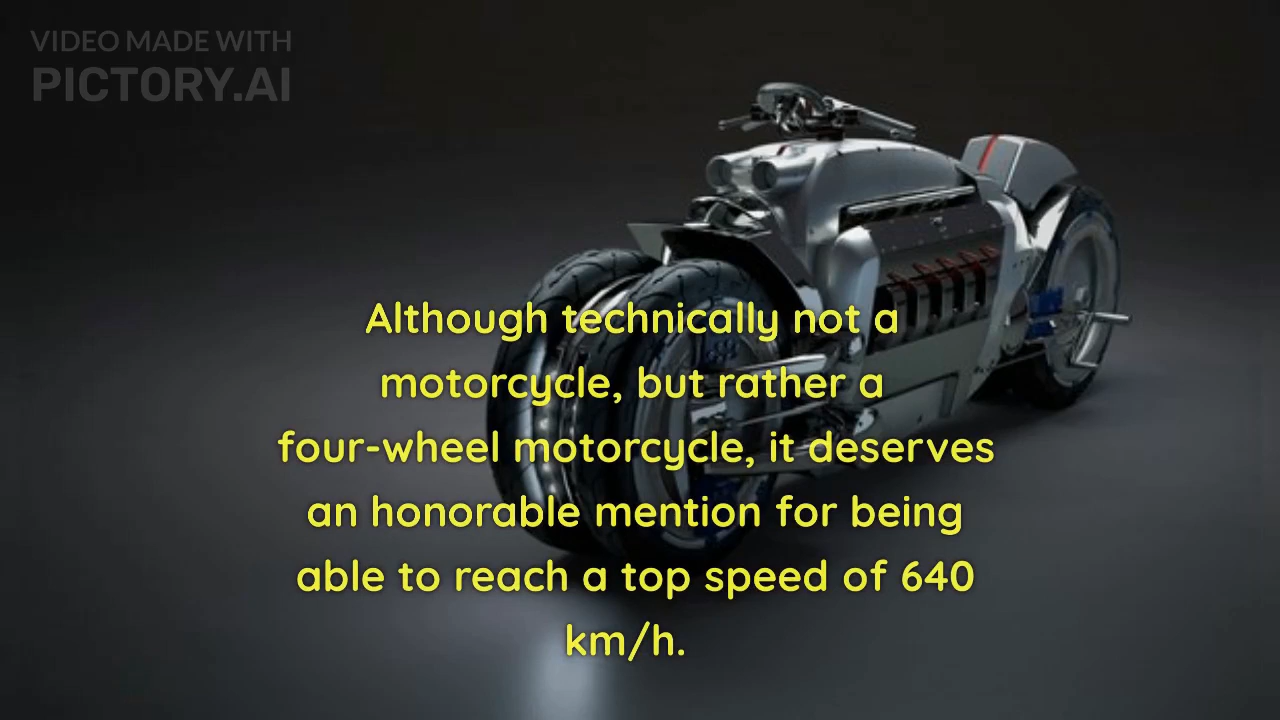 VIDEO MADE WITH
PICTORY.AI
Although technically not a
motorcycle, but rather a
four-wheel motorcycle, it deserves
an honorable mention for being
able to reach a top speed of 640
km/h.